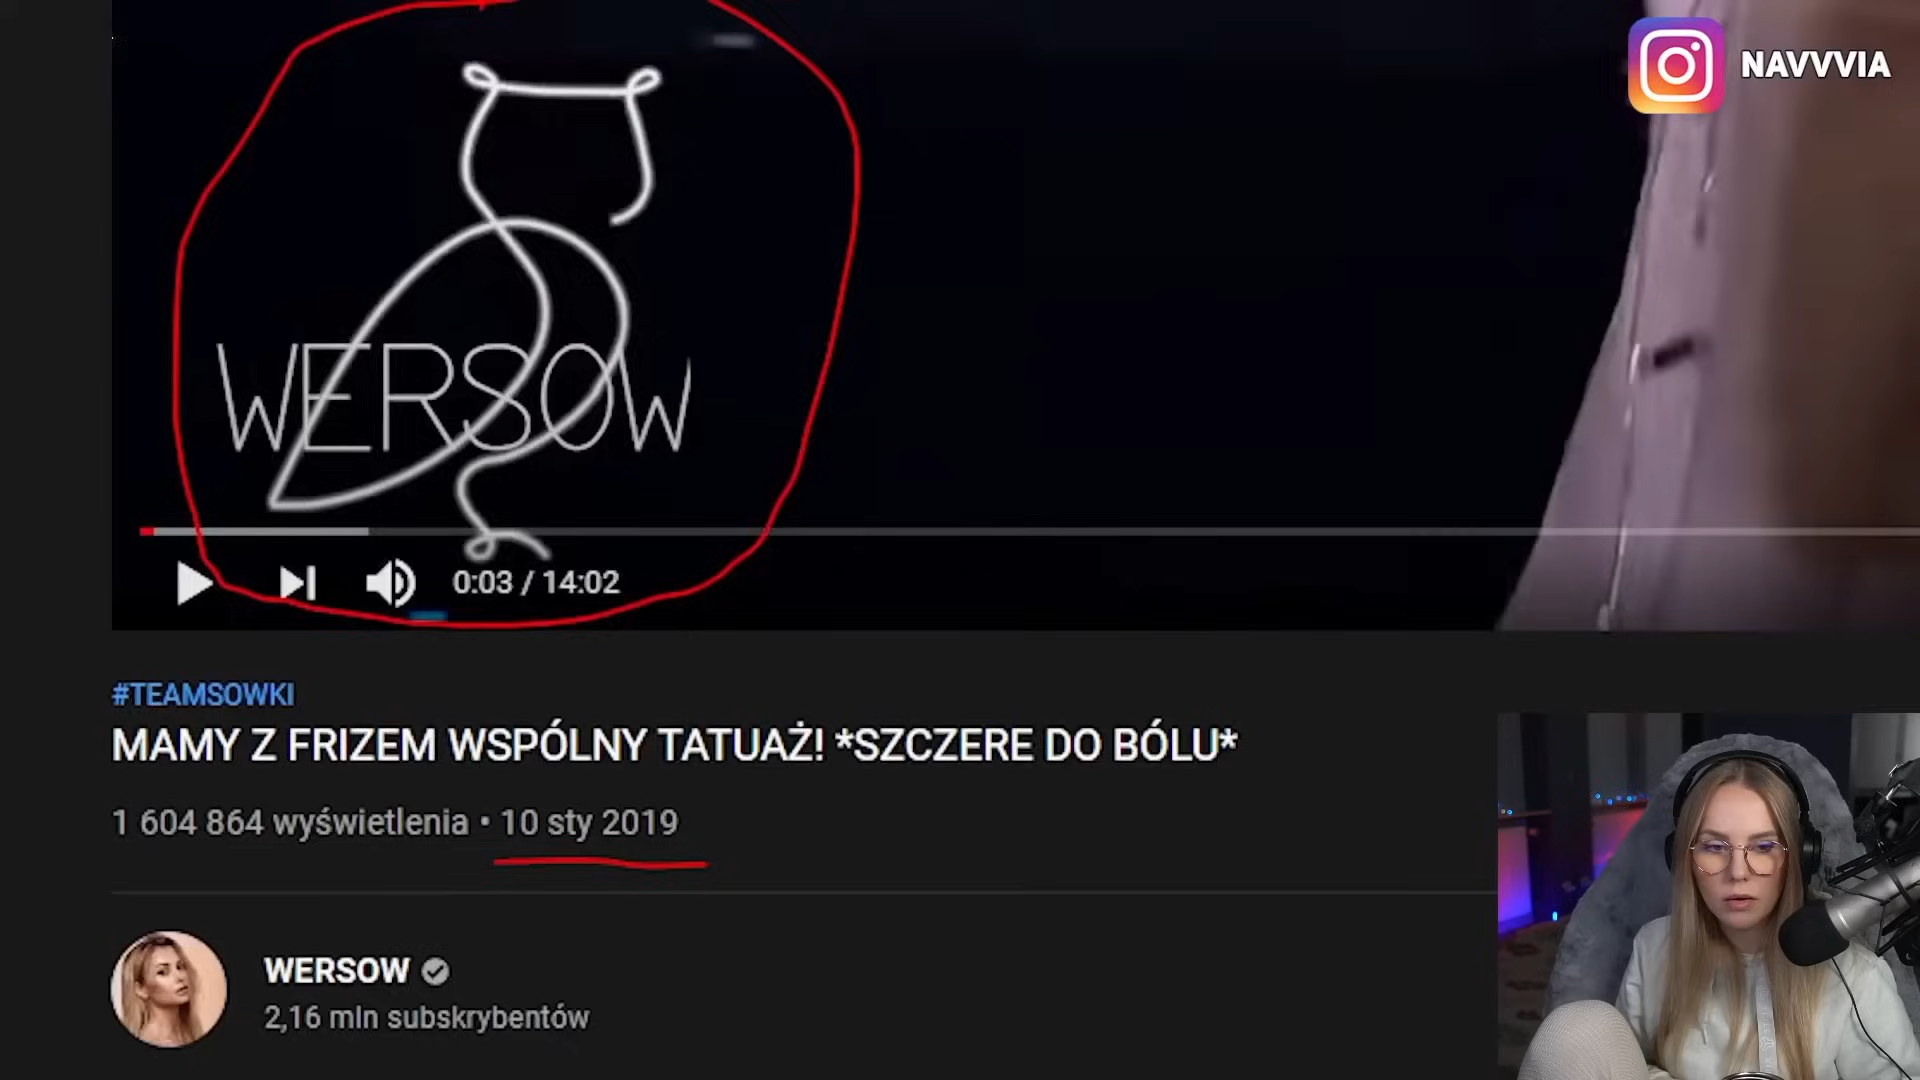 NAVVVIA
WERSOW
0:03 / 14:02
#TEAMSOWKI
MAMY Z FRIZEM WSPÓLNY TATUAŻ! *SZCZERE DO BÓLU*
1 604 864 wyświetlenia • 10 sty 2019
WERSOW
2,16 mln subskrybentów